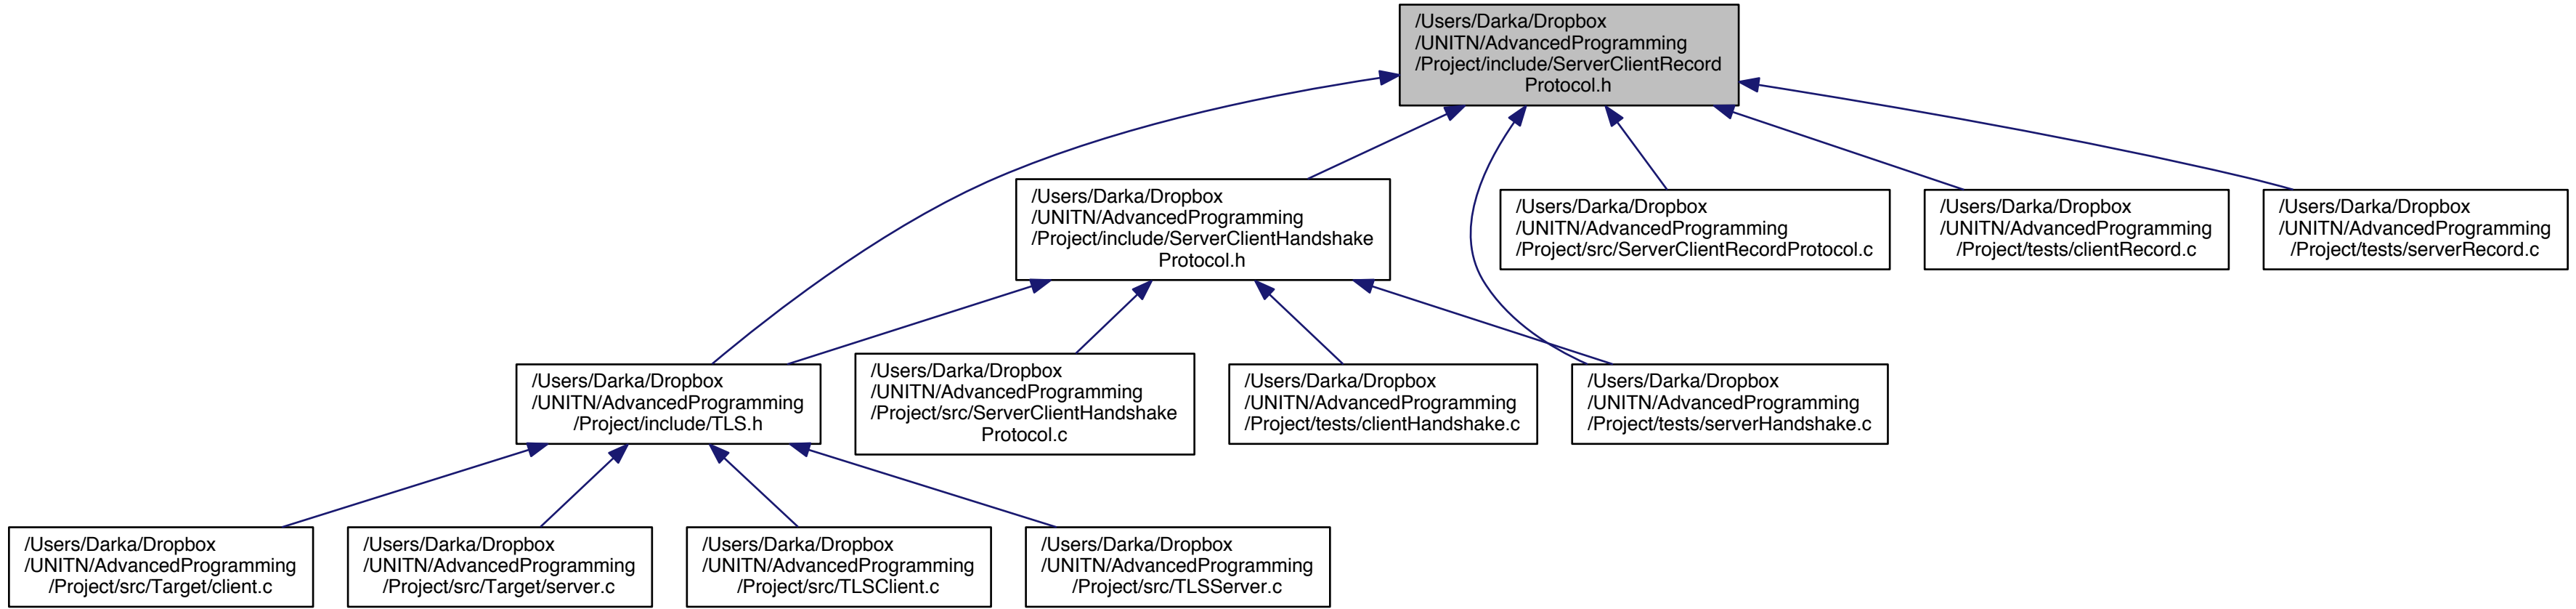 /Users/Darka/Dropbox
/UNITN/AdvancedProgramming
/Project/include/ServerClientRecord
Protocol.h
/Users/Darka/Dropbox
/UNITN/AdvancedProgramming
/Project/include/ServerClientHandshake
Protocol.h
/Users/Darka/Dropbox
/UNITN/AdvancedProgramming
/Project/src/ServerClientRecordProtocol.c
/Users/Darka/Dropbox
/UNITN/AdvancedProgramming
/Project/tests/clientRecord.c
/Users/Darka/Dropbox
/UNITN/AdvancedProgramming
/Project/tests/serverRecord.c
/Users/Darka/Dropbox
/UNITN/AdvancedProgramming
/Project/include/TLS.h
/Users/Darka/Dropbox
/UNITN/AdvancedProgramming
/Project/src/ServerClientHandshake
Protocol.c
/Users/Darka/Dropbox
/UNITN/AdvancedProgramming
/Project/tests/clientHandshake.c
/Users/Darka/Dropbox
/UNITN/AdvancedProgramming
/Project/tests/serverHandshake.c
/Users/Darka/Dropbox
/UNITN/AdvancedProgramming
/Project/src/Target/client.c
/Users/Darka/Dropbox
/UNITN/AdvancedProgramming
/Project/src/Target/server.c
/Users/Darka/Dropbox
/UNITN/AdvancedProgramming
/Project/src/TLSClient.c
/Users/Darka/Dropbox
/UNITN/AdvancedProgramming
/Project/src/TLSServer.c